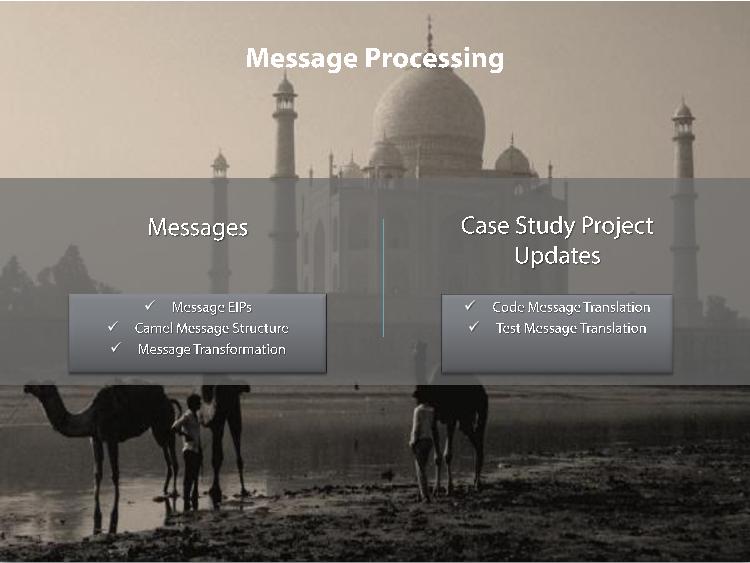 Message Processing
Messages
✓ Message EIPs
✓ Camel Message Structure
✓ Message Transformation
Case Study Project
Updates
✓ Code Message Translation
✓ Test Message Translation